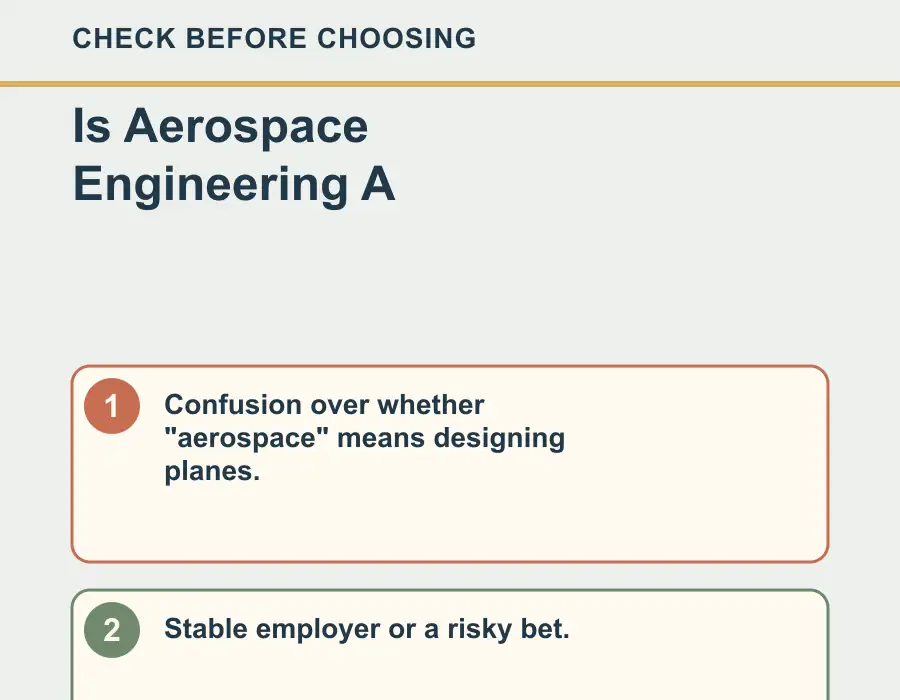 CHECK BEFORE CHOOSING
Is Aerospace
Engineering A
1
Confusion over whether
"aerospace" means designing
planes.
2
Stable employer or a risky bet.